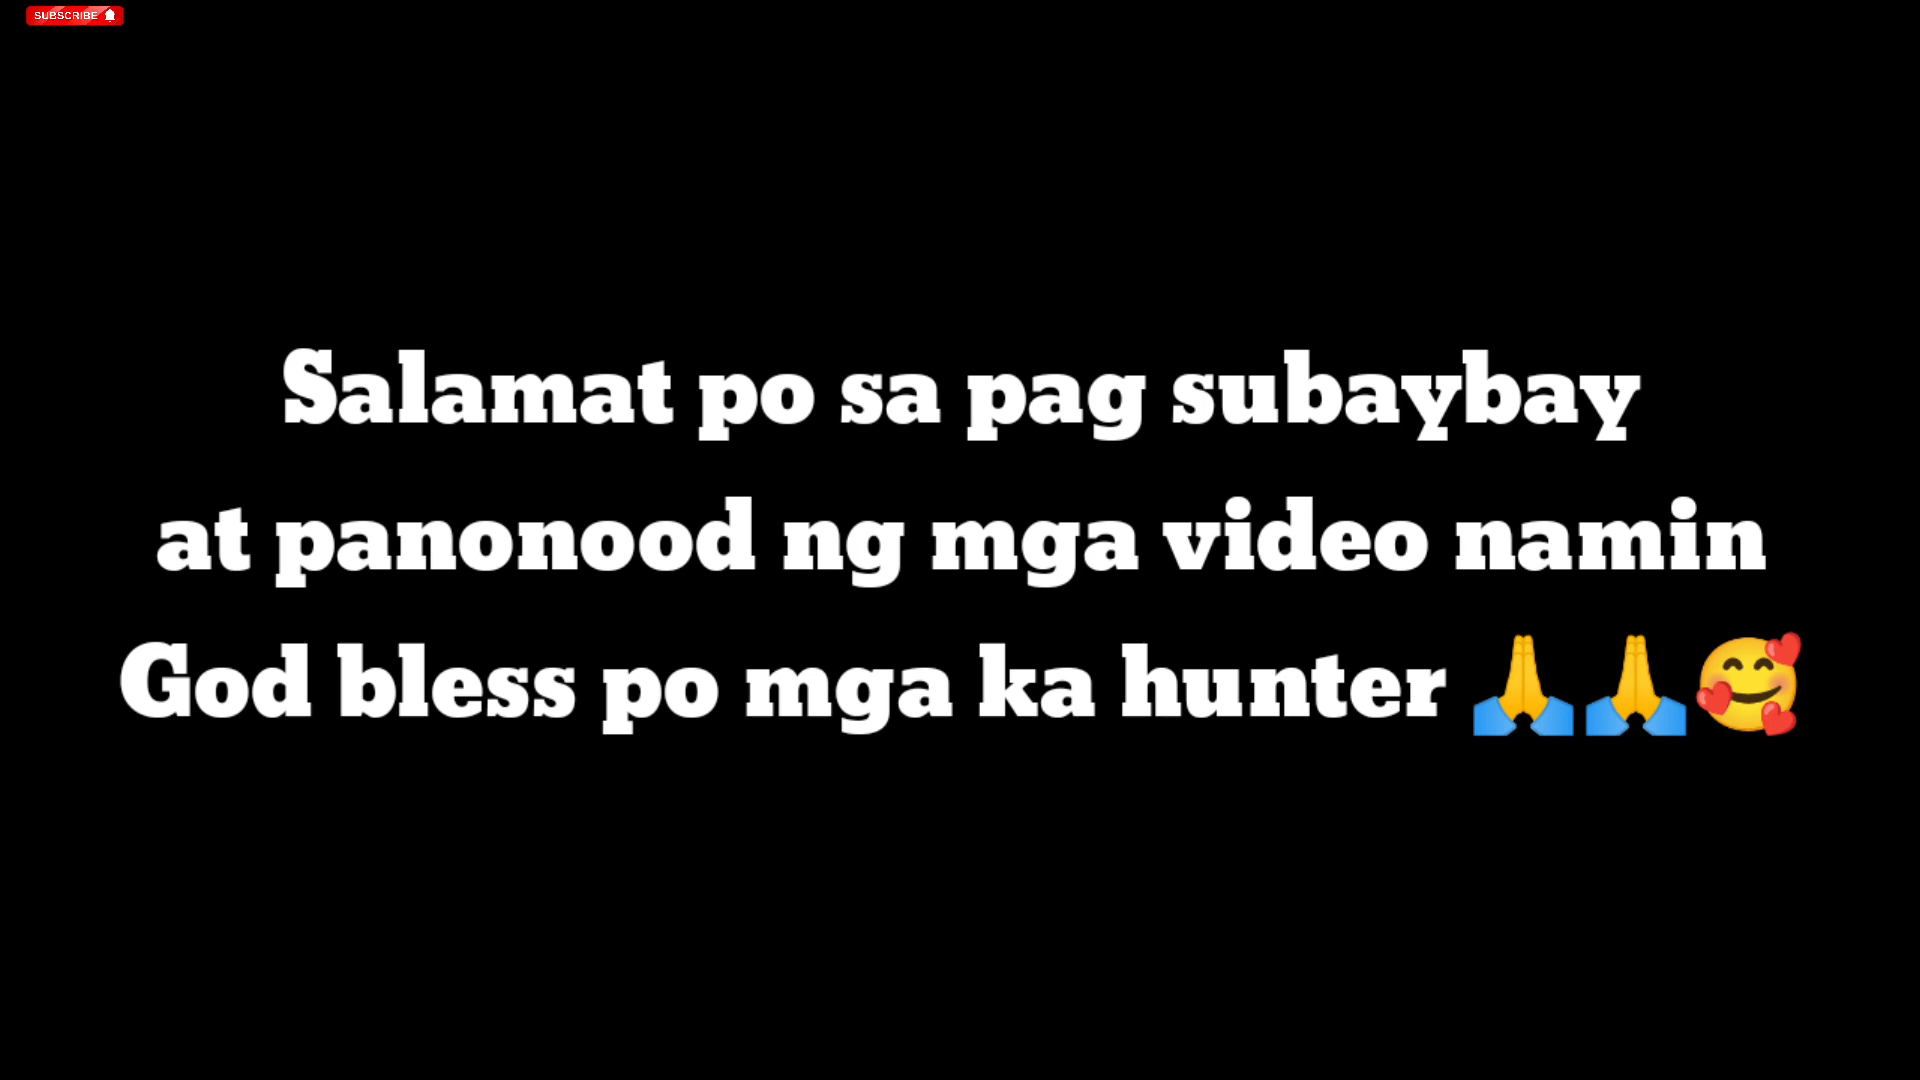 SUBSCRIBE
Salamat po sa pag subaybay
at panonood ng mga video namin
God bless po mga ka hunter 🙏🙏🥰